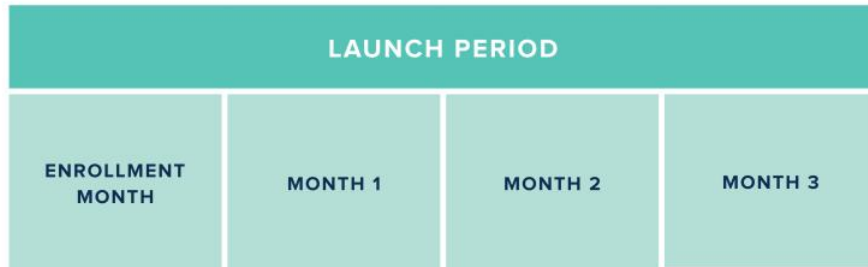 LAUNCH PERIOD
ENROLLMENT
MONTH
MONTH 1
MONTH 2
MONTH 3